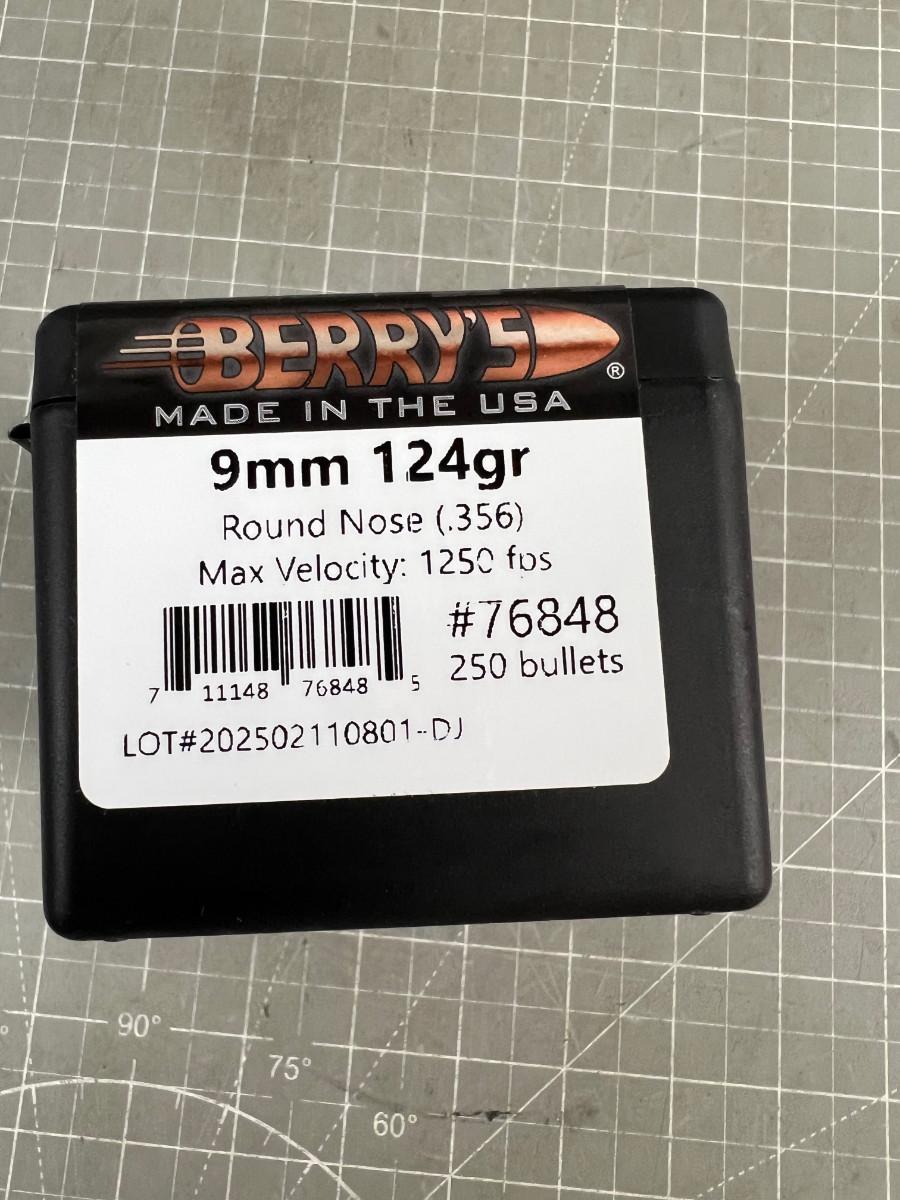 BERRY'S®
MADE IN THE USA
9mm 124gr
Round Nose (.356)
Max Velocity: 1250 fps
#76848
250 bullets
7 11148 76848 5
LOT#202502110801-DJ
90°
75°
60°